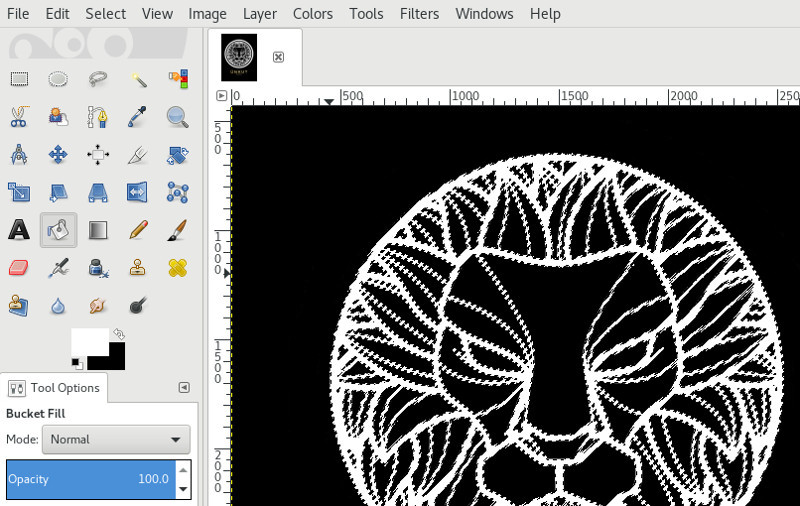 File Edit Select View Image Layer Colors Tools Filters Windows Help
0 500 1000 1500 2000 250
500
1000
1500
2000
A
Tool Options
Bucket Fill
Mode: Normal
Opacity 100.0